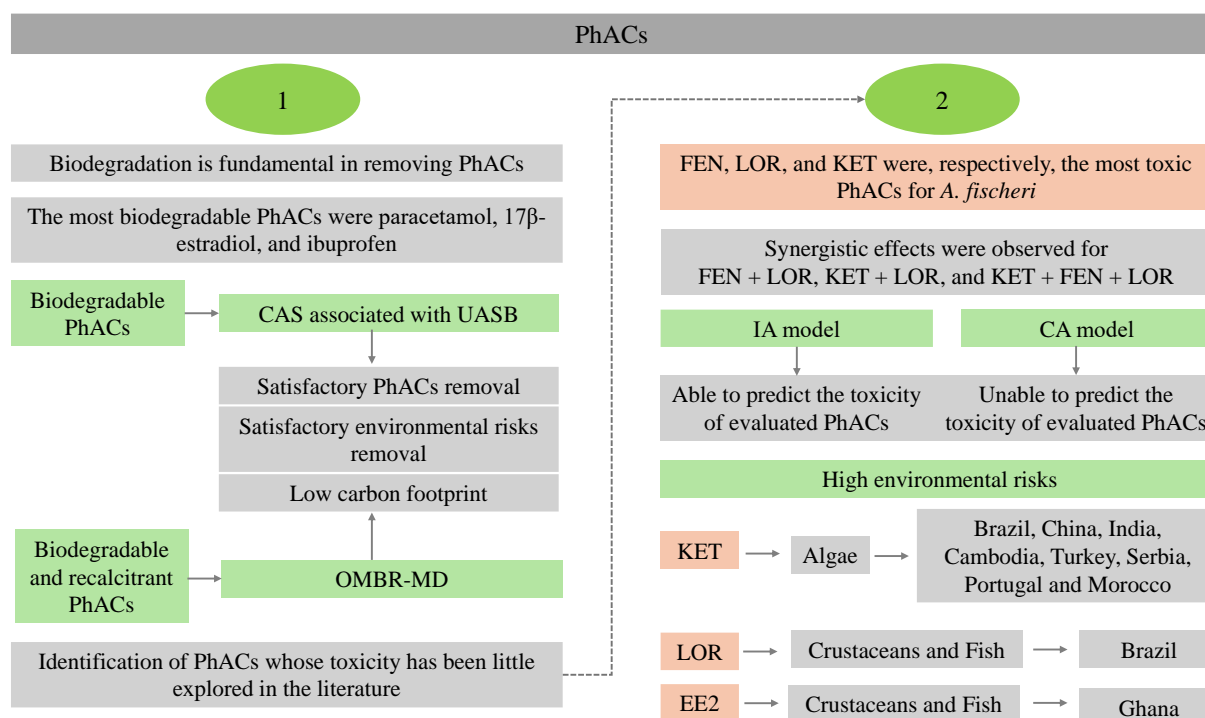 PhACs
1
Biodegradation is fundamental in removing PhACs
The most biodegradable PhACs were paracetamol, 17β-
estradiol, and ibuprofen
Biodegradable
PhACs
CAS associated with UASB
Satisfactory PhACs removal
Satisfactory environmental risks
removal
Low carbon footprint
Biodegradable
and recalcitrant
PhACs
OMBR-MD
Identification of PhACs whose toxicity has been little
explored in the literature
2
FEN, LOR, and KET were, respectively, the most toxic
PhACs for A. fischeri
Synergistic effects were observed for
FEN + LOR, KET + LOR, and KET + FEN + LOR
IA model
CA model
Able to predict the toxicity
of evaluated PhACs
Unable to predict the
toxicity of evaluated PhACs
High environmental risks
KET
Algae
Brazil, China, India,
Cambodia, Turkey, Serbia,
Portugal and Morocco
LOR
Crustaceans and Fish
Brazil
EE2
Crustaceans and Fish
Ghana